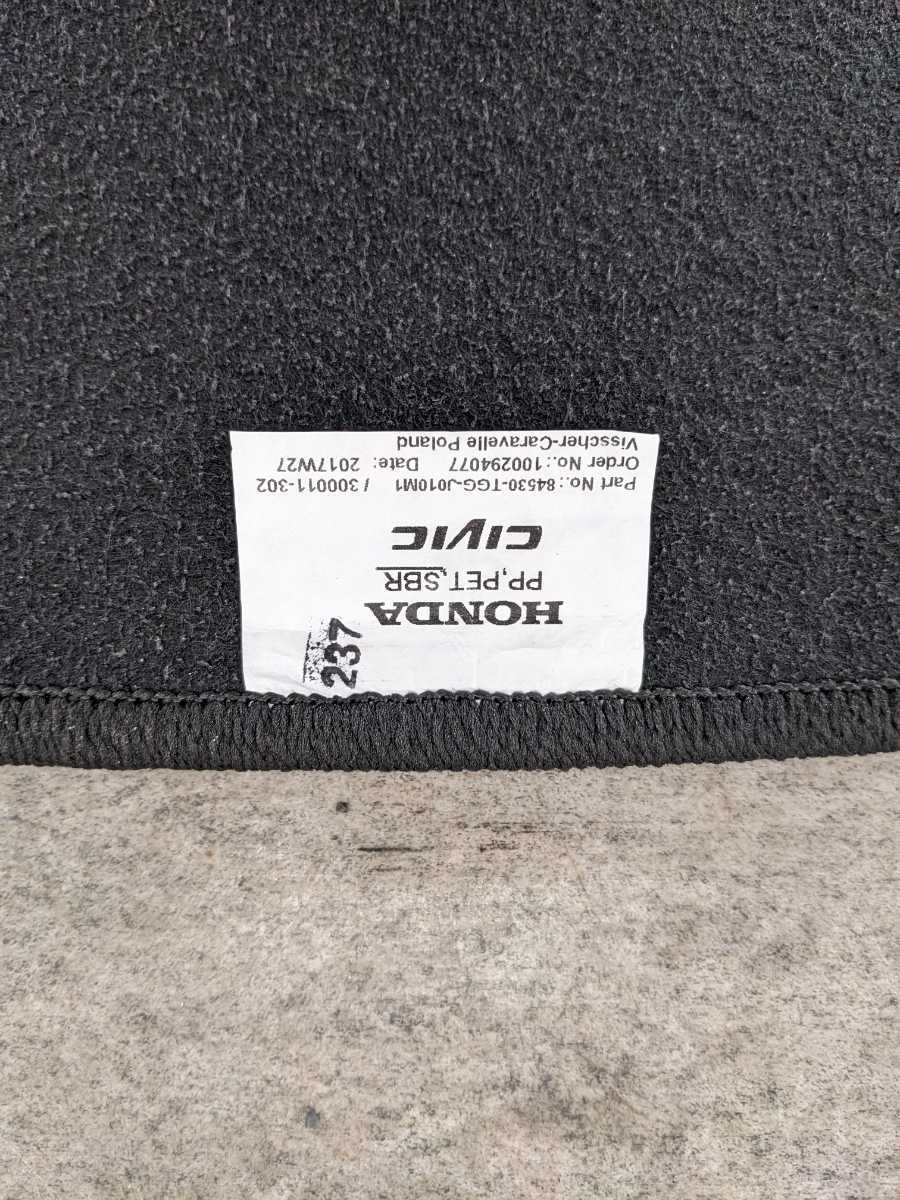 237
HONDA
PP,PET,SBR
CIVIC
Part No.:84530-TGG-J010M1 / 300011-302
Order No.:100294077 Date: 2017W27
Visscher-Caravelle Poland